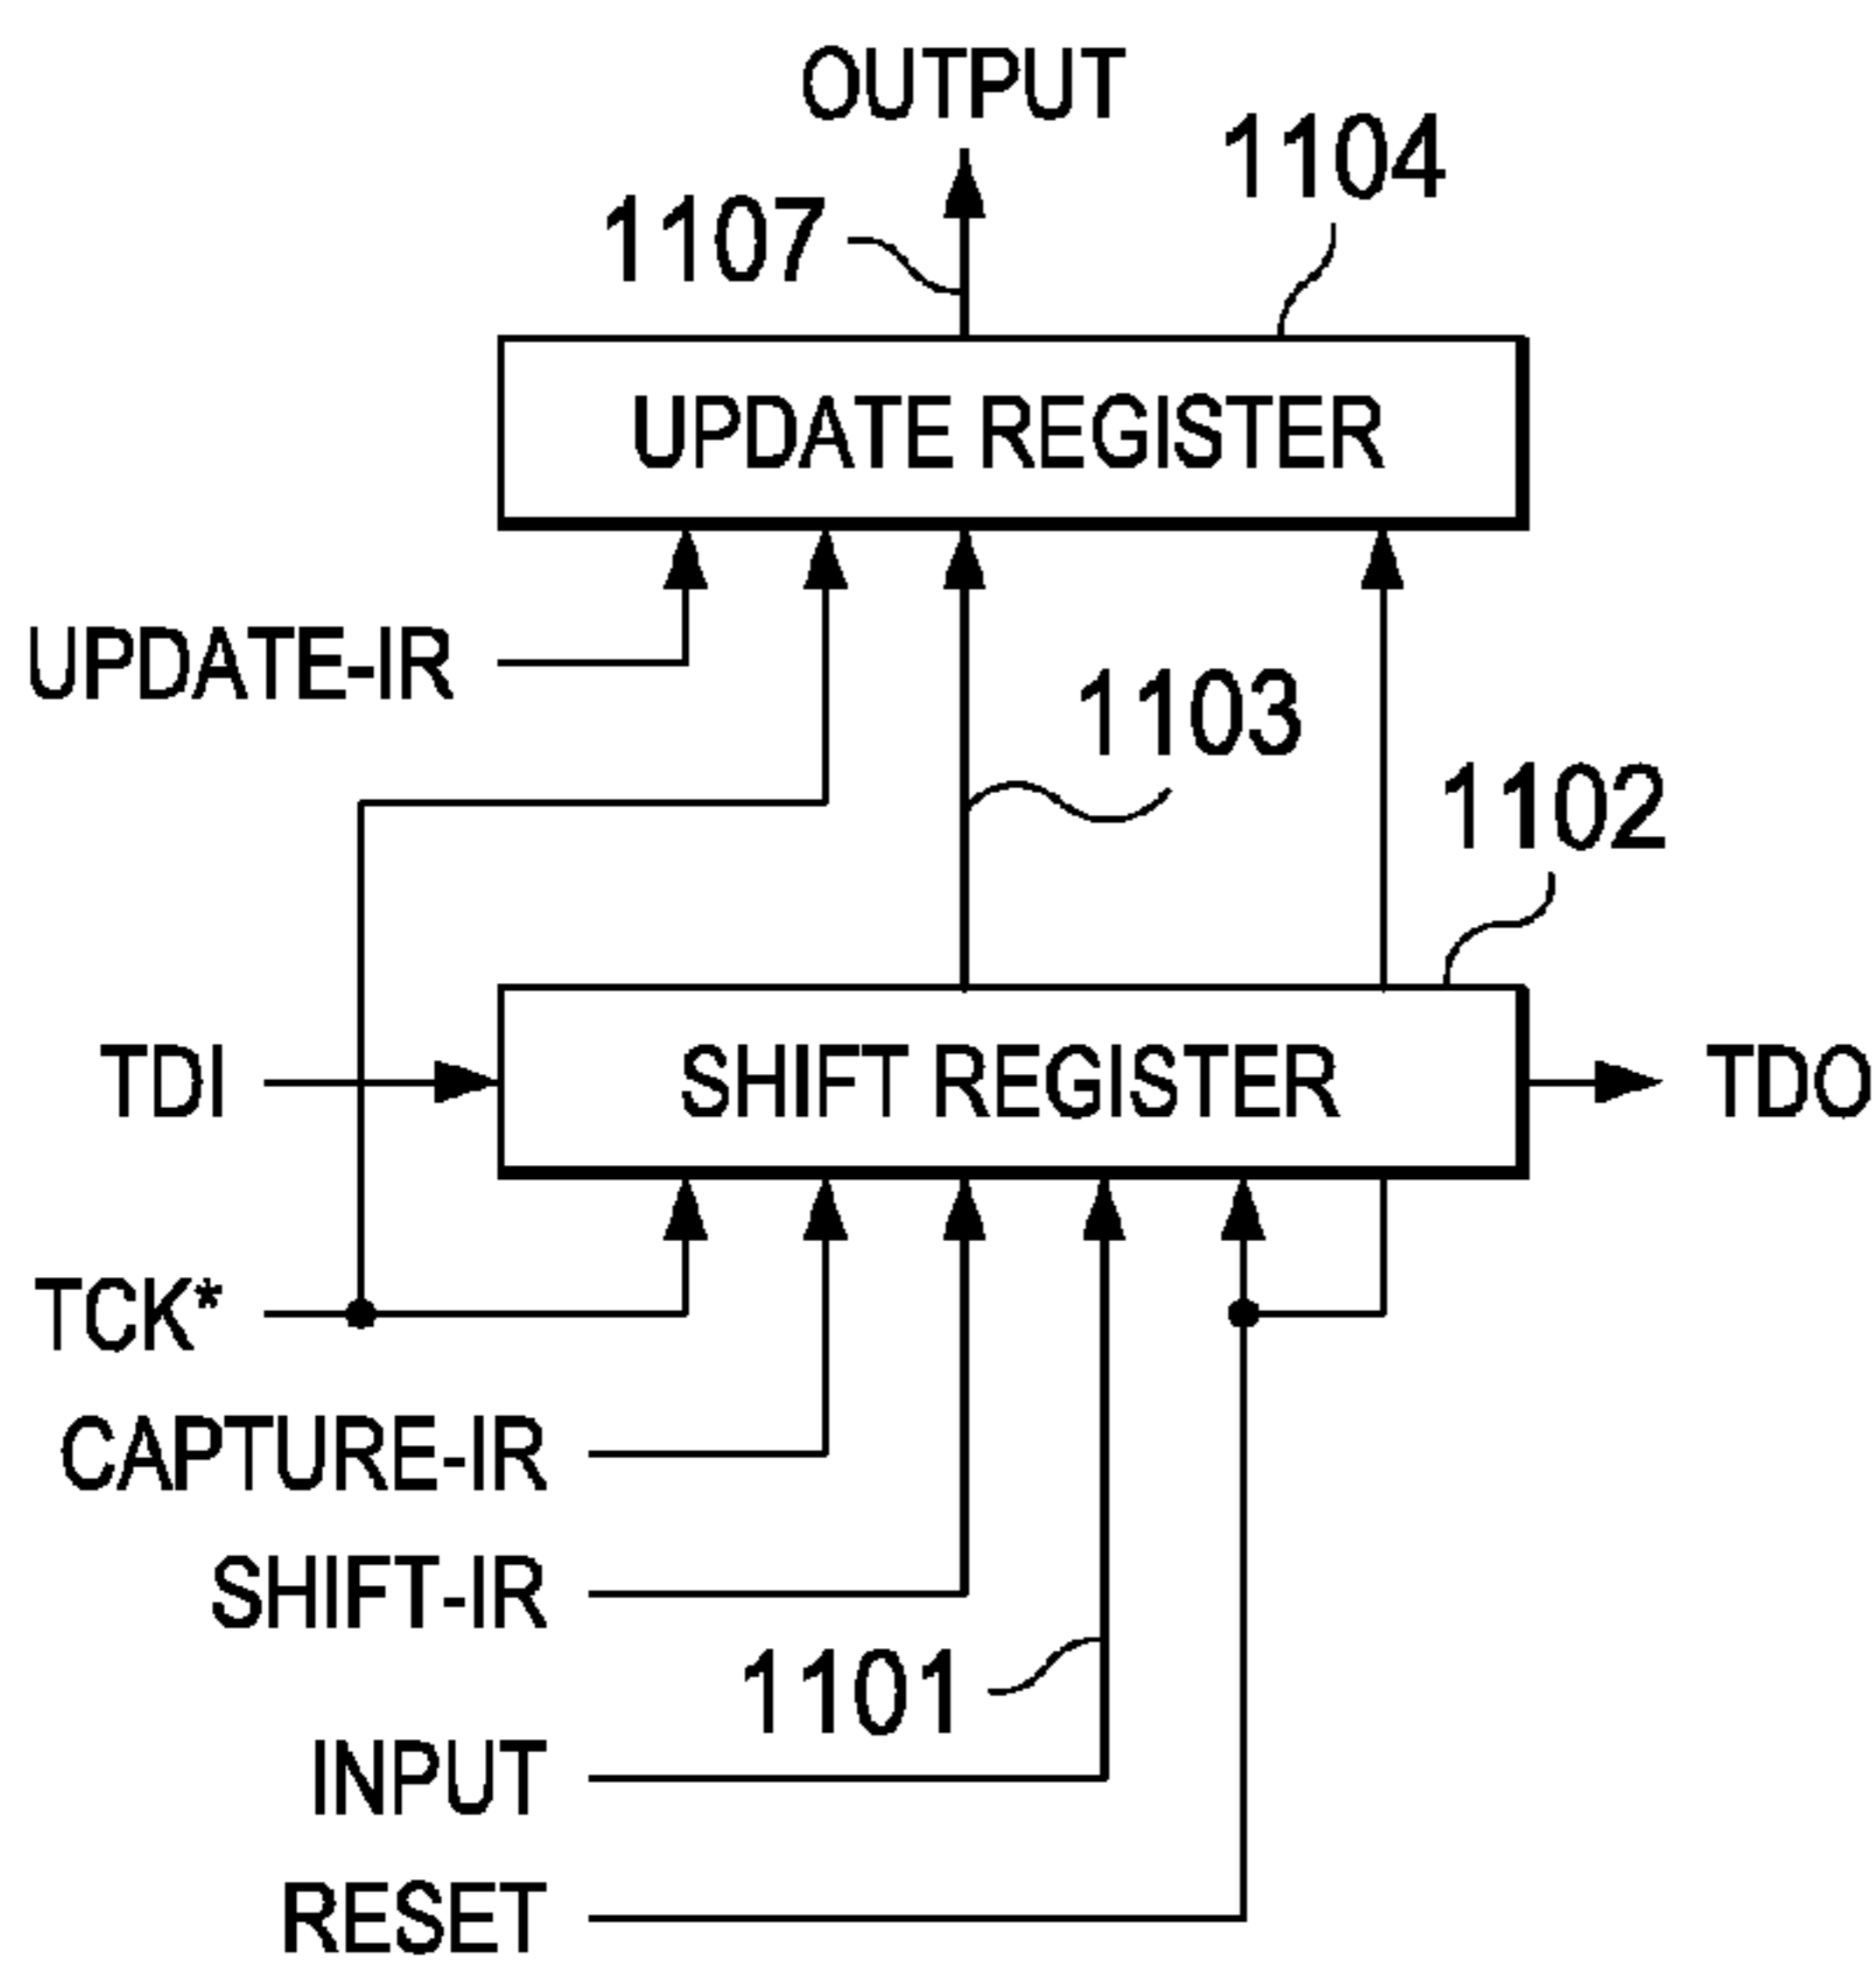 OUTPUT
1104
1107
UPDATE REGISTER
UPDATE-IR
1103
1102
TDI
SHIFT REGISTER
TDO
TCK*
CAPTURE-IR
SHIFT-IR
1101
INPUT
RESET